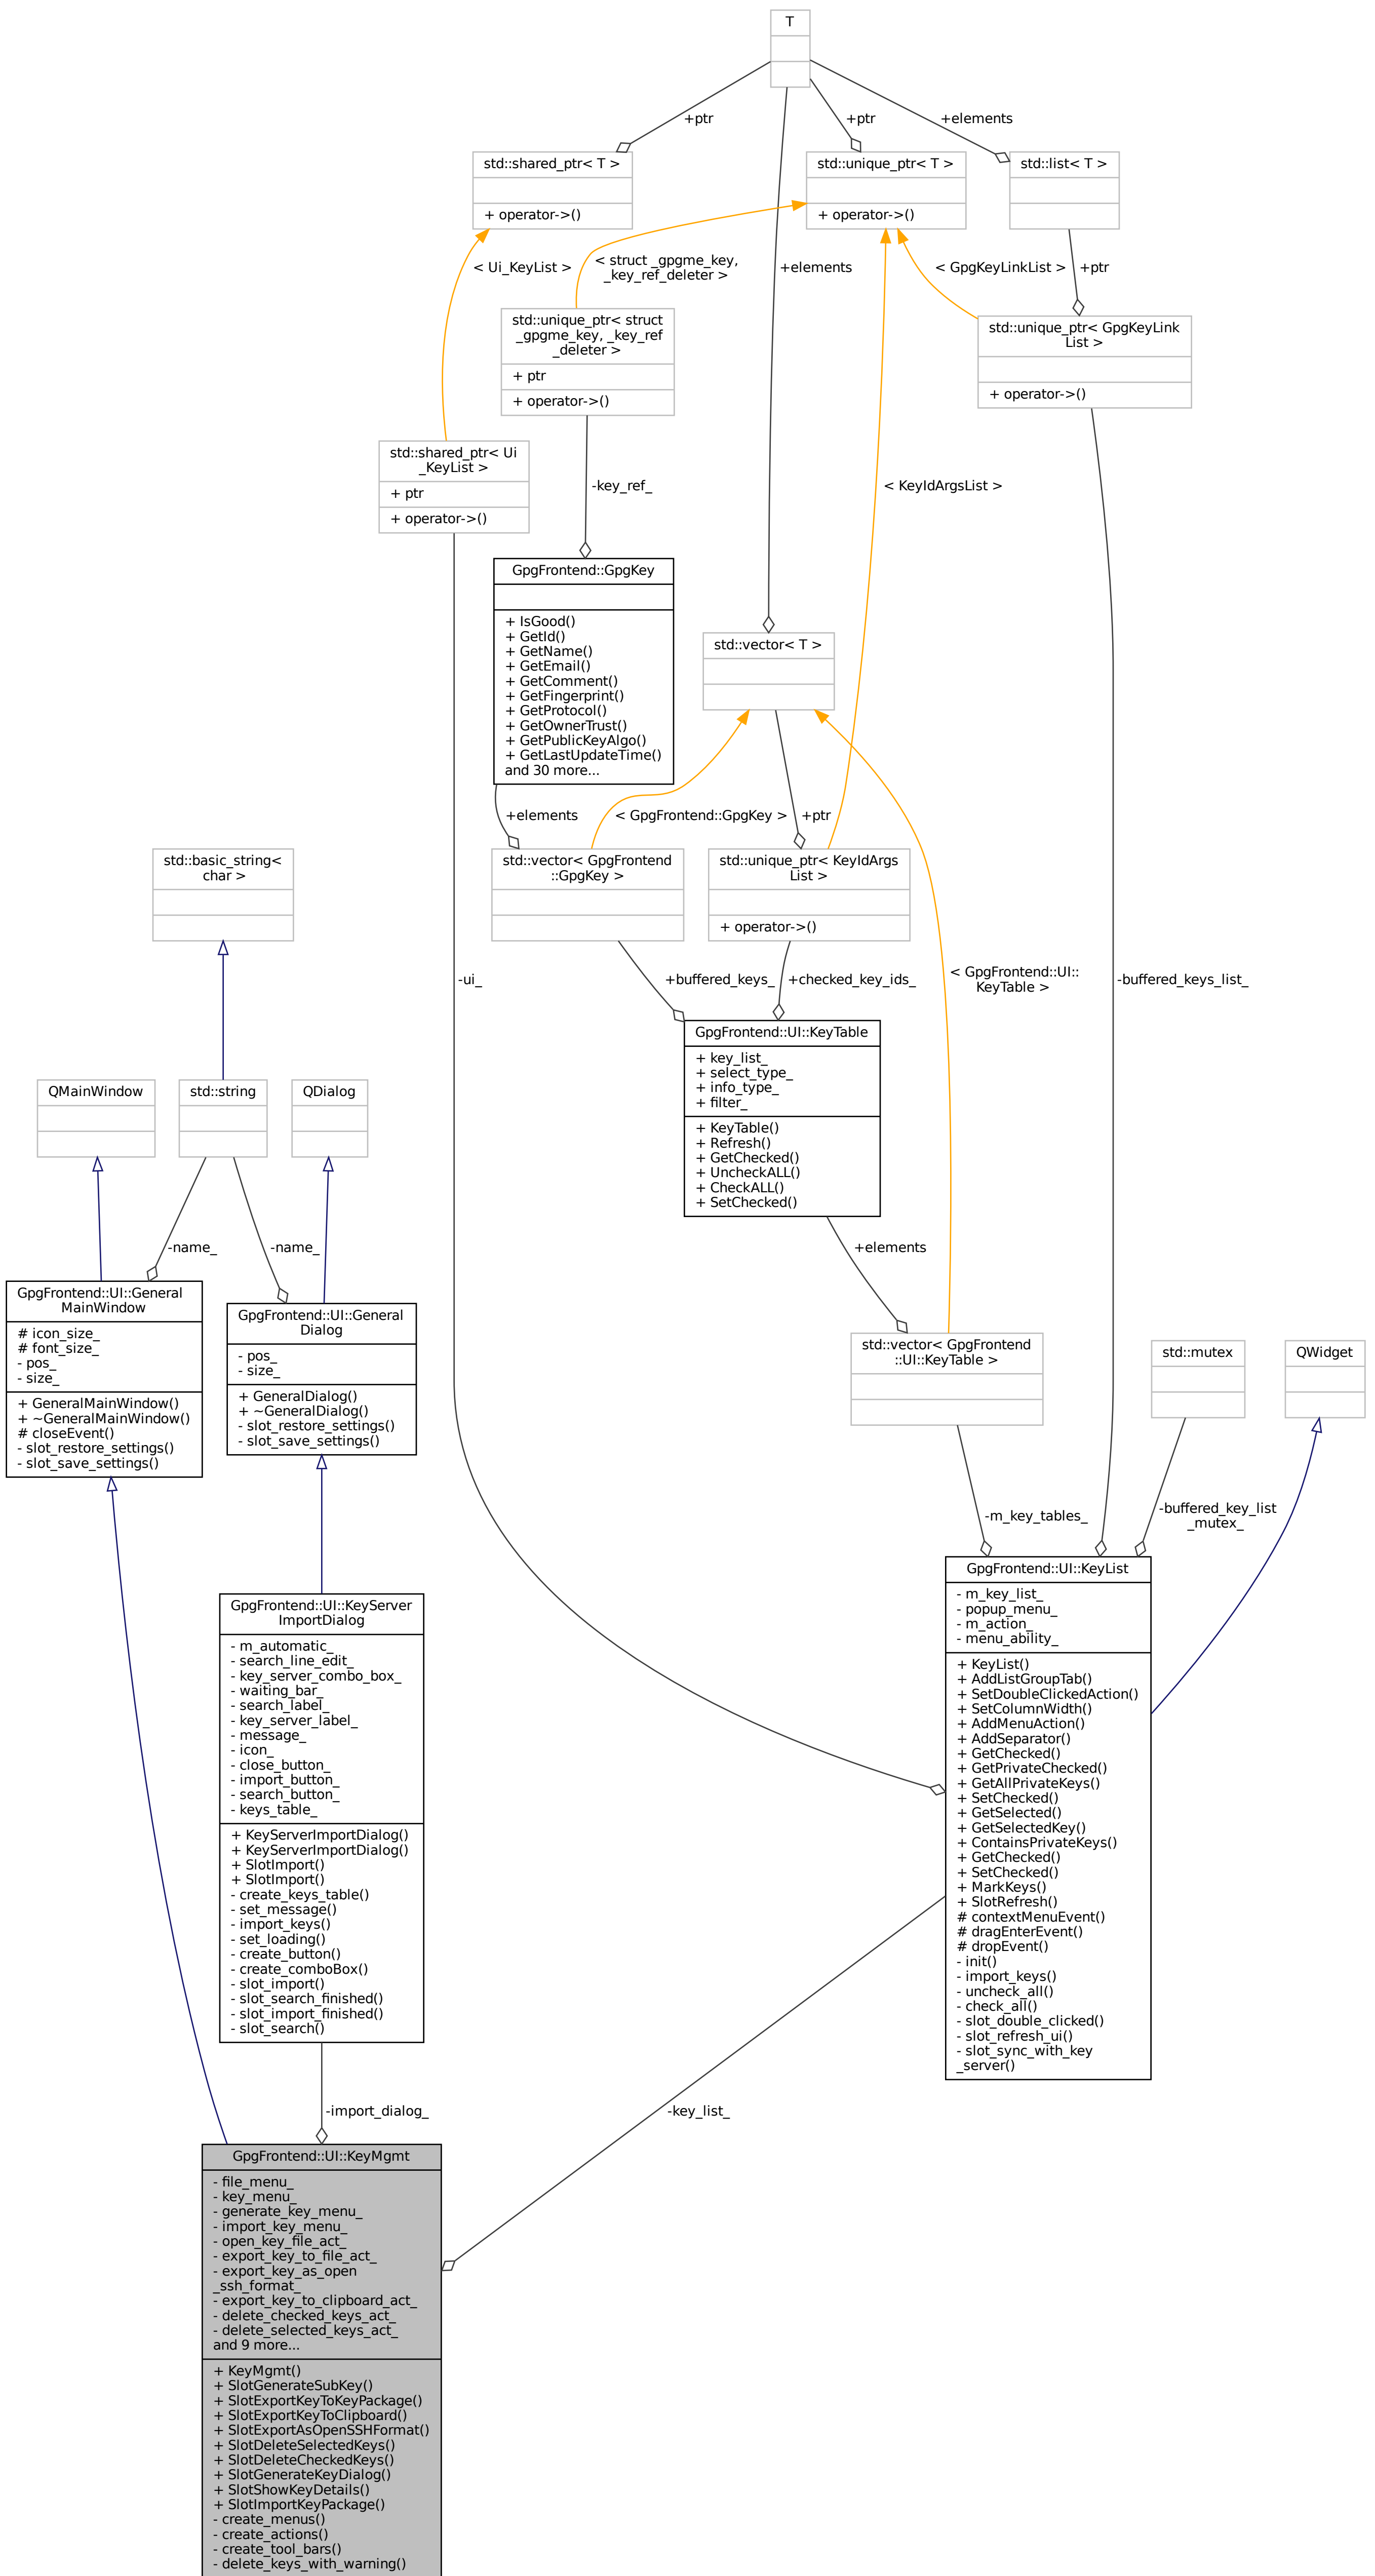 T
+ptr
+ptr
+elements
std::shared_ptr< T >
+ operator->()
std::unique_ptr< T >
+ operator->()
std::list< T >
< Ui_KeyList >
< struct _gpgme_key,
_key_ref_deleter >
+elements
< GpgKeyLinkList >
+ptr
std::unique_ptr< struct
_gpgme_key, _key_ref
_deleter >
+ ptr
+ operator->()
std::unique_ptr< GpgKeyLink
List >
+ operator->()
std::shared_ptr< Ui
_KeyList >
+ ptr
+ operator->()
-key_ref_
< KeyIdArgsList >
GpgFrontend::GpgKey
+ IsGood()
+ GetId()
+ GetName()
+ GetEmail()
+ GetComment()
+ GetFingerprint()
+ GetProtocol()
+ GetOwnerTrust()
+ GetPublicKeyAlgo()
+ GetLastUpdateTime()
and 30 more...
std::vector< T >
+elements
< GpgFrontend::GpgKey >
+ptr
std::basic_string<
char >
std::vector< GpgFrontend
::GpgKey >
std::unique_ptr< KeyIdArgs
List >
+ operator->()
-ui_
+buffered_keys_
+checked_key_ids_
< GpgFrontend::UI::
KeyTable >
-buffered_keys_list_
GpgFrontend::UI::KeyTable
+ key_list_
+ select_type_
+ info_type_
+ filter_
+ KeyTable()
+ Refresh()
+ GetChecked()
+ UncheckALL()
+ CheckALL()
+ SetChecked()
QMainWindow
std::string
QDialog
-name_
-name_
+elements
GpgFrontend::UI::General
MainWindow
# icon_size_
# font_size_
- pos_
- size_
+ GeneralMainWindow()
+ ~GeneralMainWindow()
# closeEvent()
- slot_restore_settings()
- slot_save_settings()
GpgFrontend::UI::General
Dialog
- pos_
- size_
+ GeneralDialog()
+ ~GeneralDialog()
- slot_restore_settings()
- slot_save_settings()
std::vector< GpgFrontend
::UI::KeyTable >
std::mutex
QWidget
-m_key_tables_
-buffered_key_list
_mutex_
GpgFrontend::UI::KeyList
- m_key_list_
- popup_menu_
- m_action_
- menu_ability_
+ KeyList()
+ AddListGroupTab()
+ SetDoubleClickedAction()
+ SetColumnWidth()
+ AddMenuAction()
+ AddSeparator()
+ GetChecked()
+ GetPrivateChecked()
+ GetAllPrivateKeys()
+ SetChecked()
+ GetSelected()
+ GetSelectedKey()
+ ContainsPrivateKeys()
+ GetChecked()
+ SetChecked()
+ MarkKeys()
+ SlotRefresh()
# contextMenuEvent()
# dragEnterEvent()
# dropEvent()
- init()
- import_keys()
- uncheck_all()
- check_all()
- slot_double_clicked()
- slot_refresh_ui()
- slot_sync_with_key
_server()
GpgFrontend::UI::KeyServer
ImportDialog
- m_automatic_
- search_line_edit_
- key_server_combo_box_
- waiting_bar_
- search_label_
- key_server_label_
- message_
- icon_
- close_button_
- import_button_
- search_button_
- keys_table_
+ KeyServerImportDialog()
+ KeyServerImportDialog()
+ SlotImport()
+ SlotImport()
- create_keys_table()
- set_message()
- import_keys()
- set_loading()
- create_button()
- create_comboBox()
- slot_import()
- slot_search_finished()
- slot_import_finished()
- slot_search()
-import_dialog_
-key_list_
GpgFrontend::UI::KeyMgmt
- file_menu_
- key_menu_
- generate_key_menu_
- import_key_menu_
- open_key_file_act_
- export_key_to_file_act_
- export_key_as_open
_ssh_format_
- export_key_to_clipboard_act_
- delete_checked_keys_act_
- delete_selected_keys_act_
and 9 more...
+ KeyMgmt()
+ SlotGenerateSubKey()
+ SlotExportKeyToKeyPackage()
+ SlotExportKeyToClipboard()
+ SlotExportAsOpenSSHFormat()
+ SlotDeleteSelectedKeys()
+ SlotDeleteCheckedKeys()
+ SlotGenerateKeyDialog()
+ SlotShowKeyDetails()
+ SlotImportKeyPackage()
- create_menus()
- create_actions()
- create_tool_bars()
- delete_keys_with_warning()